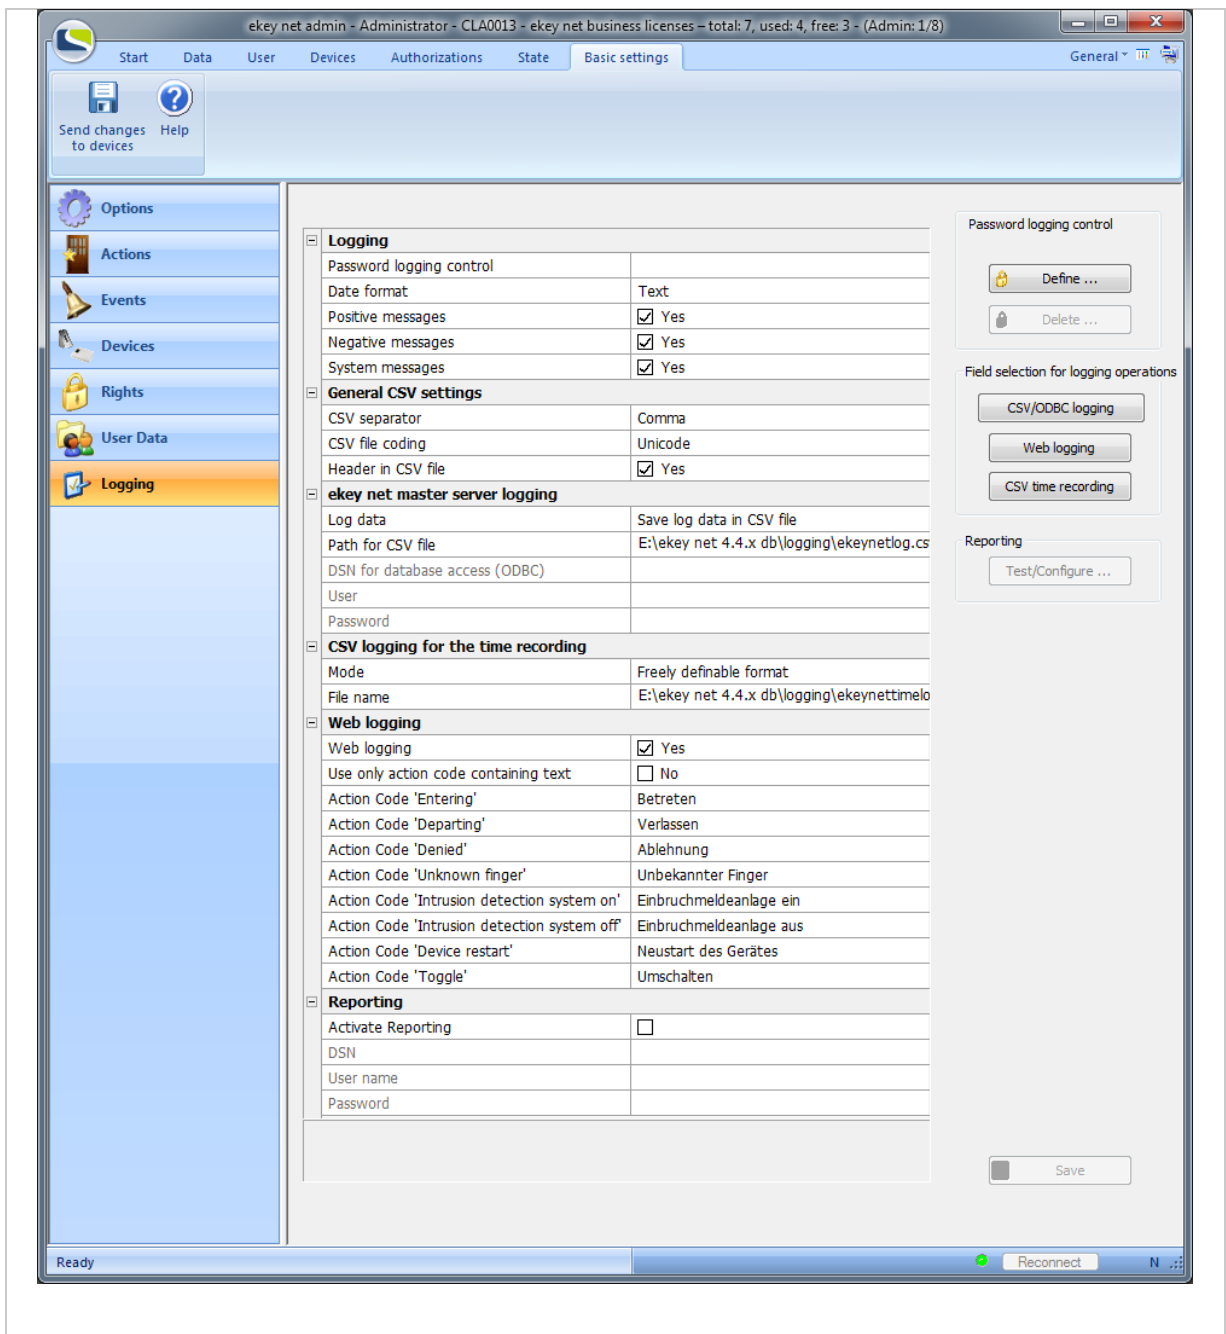 ekey net admin - Administrator - CLA0013 - ekey net business licenses – total: 7, used: 4, free: 3 - (Admin: 1/8)
Start Data User Devices Authorizations State Basic settings General
Send changes to devices
Help
Options
Actions
Events
Devices
Rights
User Data
Logging
Logging
Password logging control
Date format Text
Positive messages Yes
Negative messages Yes
System messages Yes
General CSV settings
CSV separator Comma
CSV file coding Unicode
Header in CSV file Yes
ekey net master server logging
Log data Save log data in CSV file
Path for CSV file E:\ekey net 4.4.x db\logging\ekeynetlog.cs
DSN for database access (ODBC)
User
Password
CSV logging for the time recording
Mode Freely definable format
File name E:\ekey net 4.4.x db\logging\ekeynettimelo
Web logging
Web logging Yes
Use only action code containing text No
Action Code 'Entering' Betreten
Action Code 'Departing' Verlassen
Action Code 'Denied' Ablehnung
Action Code 'Unknown finger' Unbekannter Finger
Action Code 'Intrusion detection system on' Einbruchmeldeanlage ein
Action Code 'Intrusion detection system off' Einbruchmeldeanlage aus
Action Code 'Device restart' Neustart des Gerätes
Action Code 'Toggle' Umschalten
Reporting
Activate Reporting
DSN
User name
Password
Password logging control
Define ...
Delete ...
Field selection for logging operations
CSV/ODBC logging
Web logging
CSV time recording
Reporting
Test/Configure ...
Save
Ready Reconnect N